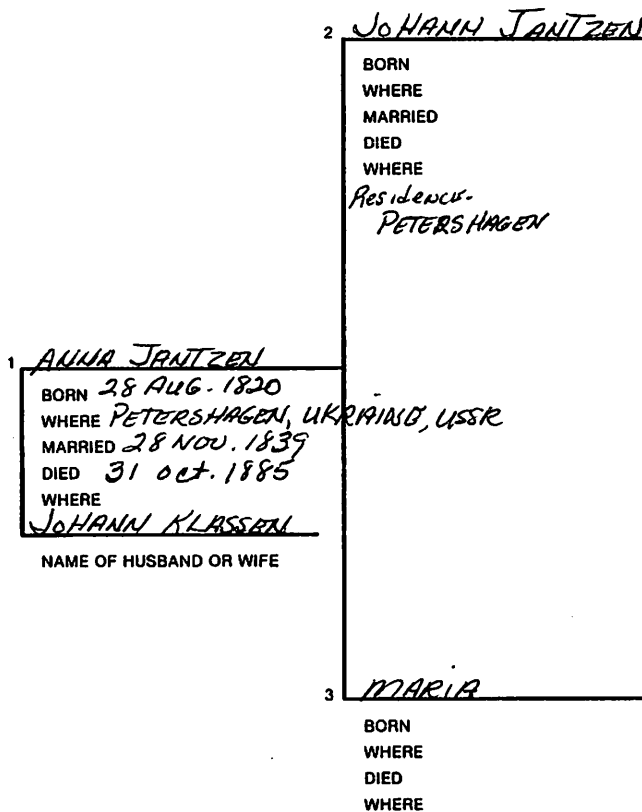 2 JOHANN JANTZEN
BORN
WHERE
MARRIED
DIED
WHERE
Residence-
PETERSHAGEN
1 ANNA JANTZEN
BORN 28 AUG. 1820
WHERE PETERSHAGEN, UKRAINE, USSR
MARRIED 28 NOV. 1839
DIED 31 oct. 1885
WHERE
JOHANN KLASSEN
NAME OF HUSBAND OR WIFE
3 MARIA
BORN
WHERE
DIED
WHERE